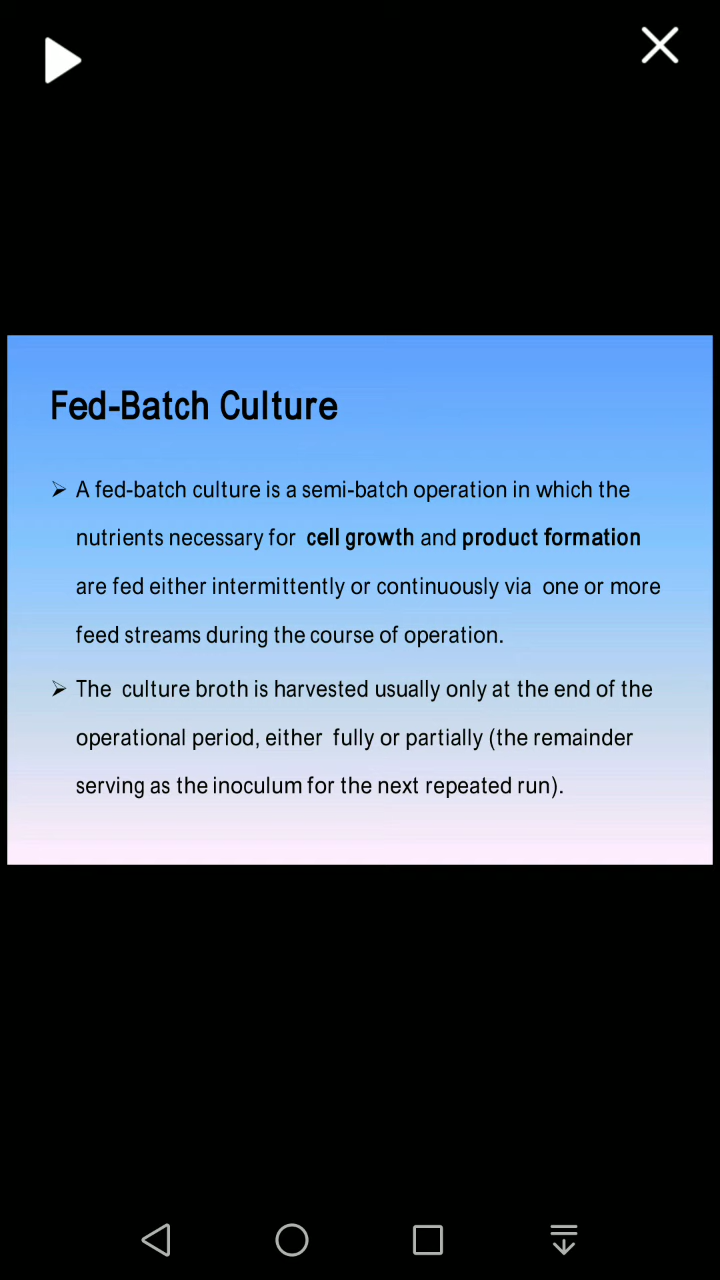 Fed-Batch Culture
➢ A fed-batch culture is a semi-batch operation in which the
nutrients necessary for cell growth and product formation
are fed either intermittently or continuously via one or more
feed streams during the course of operation.
➢ The culture broth is harvested usually only at the end of the
operational period, either fully or partially (the remainder
serving as the inoculum for the next repeated run).